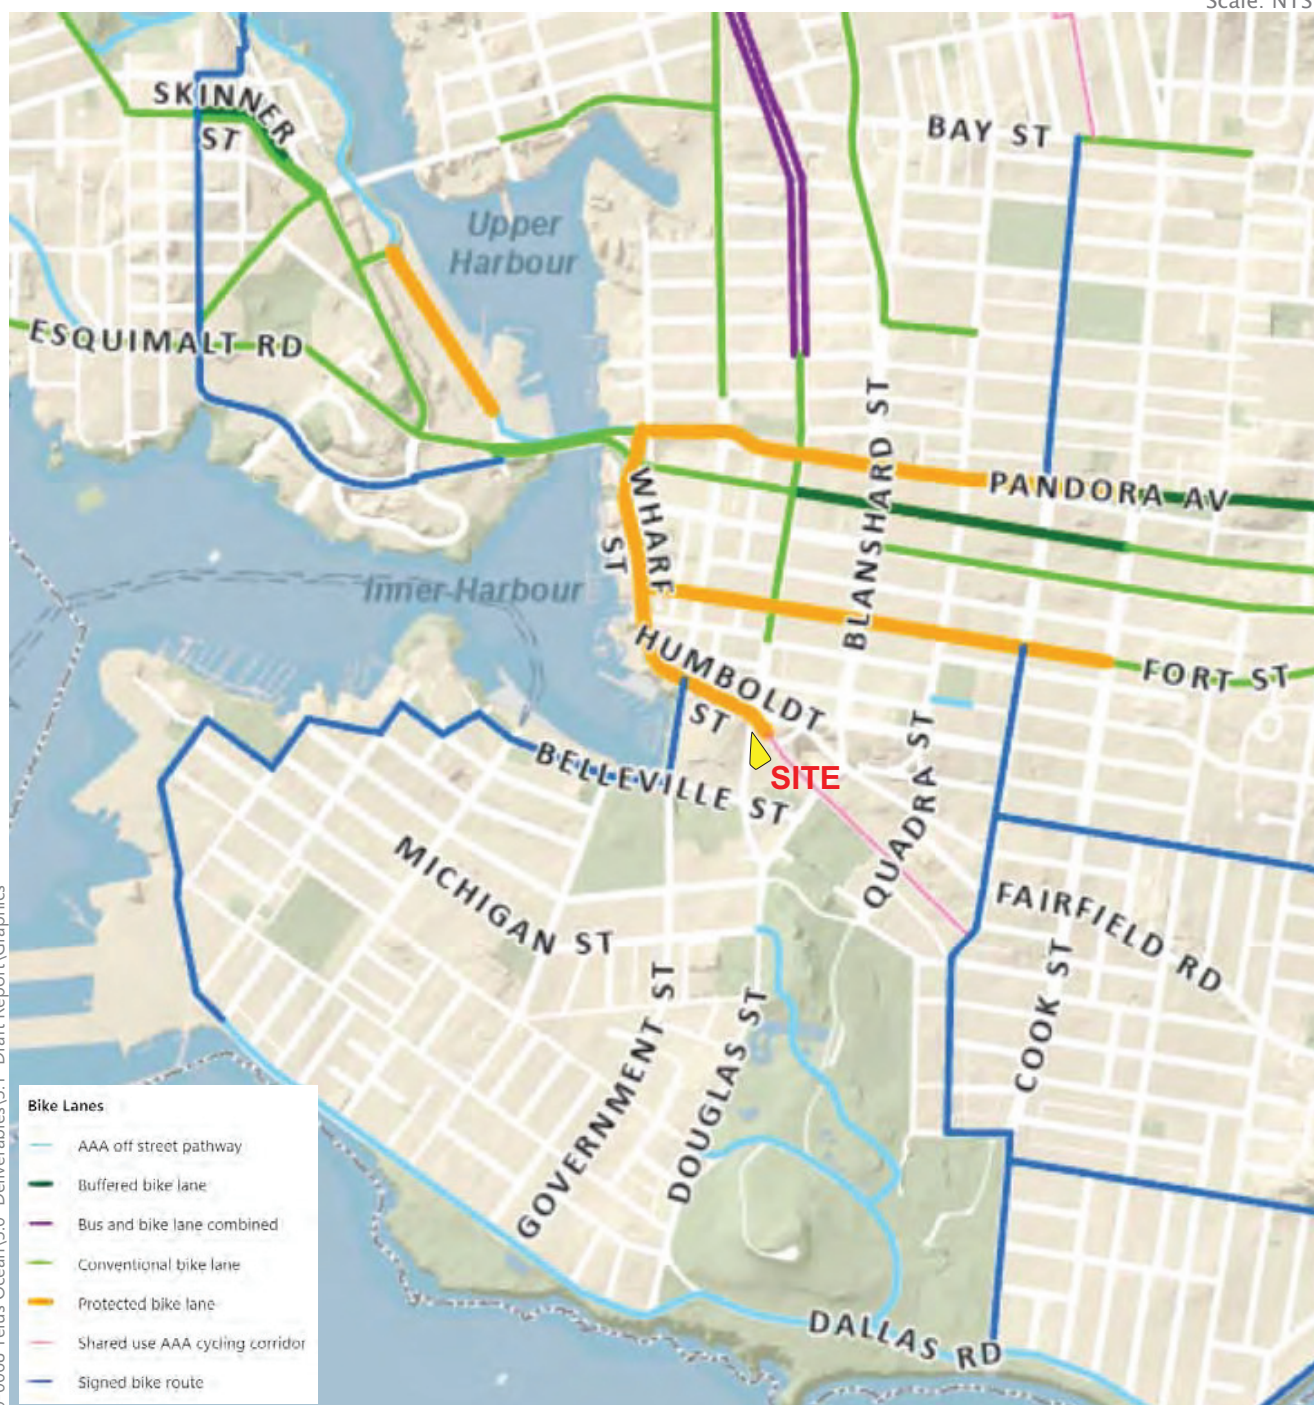 Scale: NTS
SKINNER
ST
BAY ST
Upper
Harbour
ESQUIMALT RD
BLANSHARD ST
PANDORA AV
WHARF
ST
Inner Harbour
HUMBOLDT
ST
FORT ST
BELLEVILLE ST
SITE
QUADRA ST
MICHIGAN ST
FAIRFIELD RD
COOK ST
GOVERNMENT ST
DOUGLAS ST
DALLAS RD
Bike Lanes
AAA off street pathway
Buffered bike lane
Bus and bike lane combined
Conventional bike lane
Protected bike lane
Shared use AAA cycling corridor
Signed bike route
Draft Report\Graphics